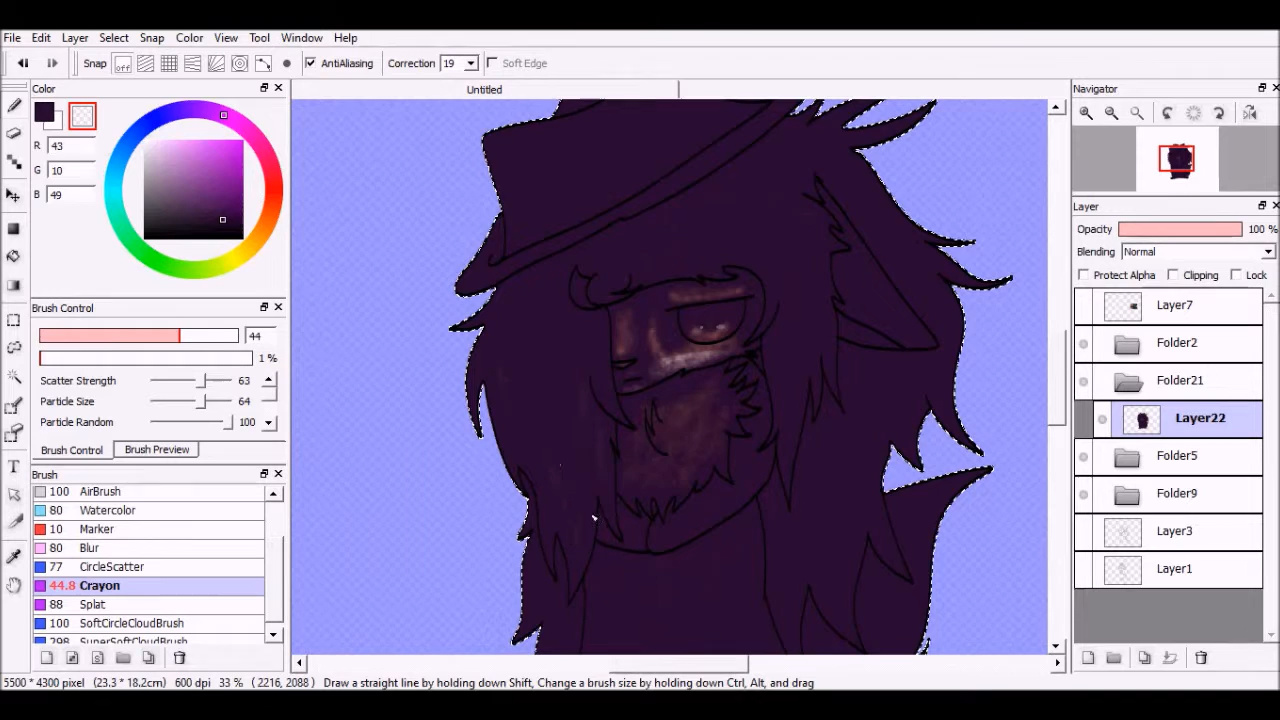 File Edit Layer Select Snap Color View Tool Window Help
Snap off AntiAliasing Correction 19 Soft Edge
Color
R 43
G 10
B 49
Brush Control
44
1 %
Scatter Strength 63
Particle Size 64
Particle Random 100
Brush Control Brush Preview
Brush
100 AirBrush
80 Watercolor
10 Marker
80 Blur
77 CircleScatter
44.8 Crayon
88 Splat
100 SoftCircleCloudBrush
298 SuperSoftCloudBrush
Untitled
Navigator
Layer
Opacity 100 %
Blending Normal
Protect Alpha Clipping Lock
Layer7
Folder2
Folder21
Layer22
Folder5
Folder9
Layer3
Layer1
5500 * 4300 pixel (23.3 * 18.2cm) 600 dpi 33 % (2216, 2088) Draw a straight line by holding down Shift, Change a brush size by holding down Ctrl, Alt, and drag